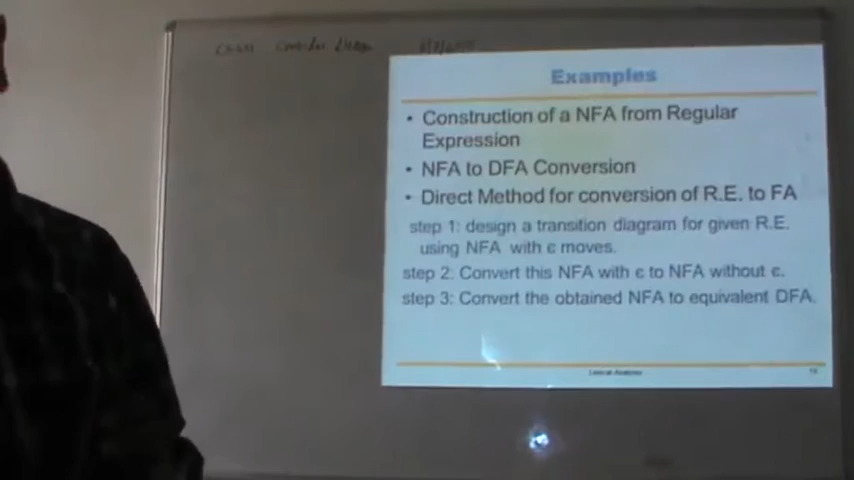 Examples
• Construction of a NFA from Regular
Expression
• NFA to DFA Conversion
• Direct Method for conversion of R.E. to FA
step 1: design a transition diagram for given R.E.
using NFA with ε moves.
step 2: Convert this NFA with ε to NFA without ε.
step 3: Convert the obtained NFA to equivalent DFA.
Lexical Analysis